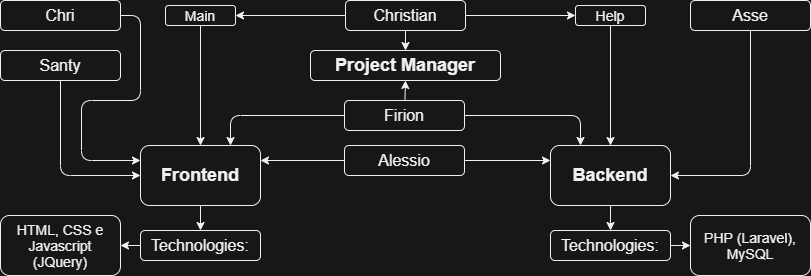 Chri
Main
Christian
Help
Asse
Santy
Project Manager
Firion
Alessio
Frontend
Backend
HTML, CSS e
Javascript
(JQuery)
Technologies:
Technologies:
PHP (Laravel),
MySQL